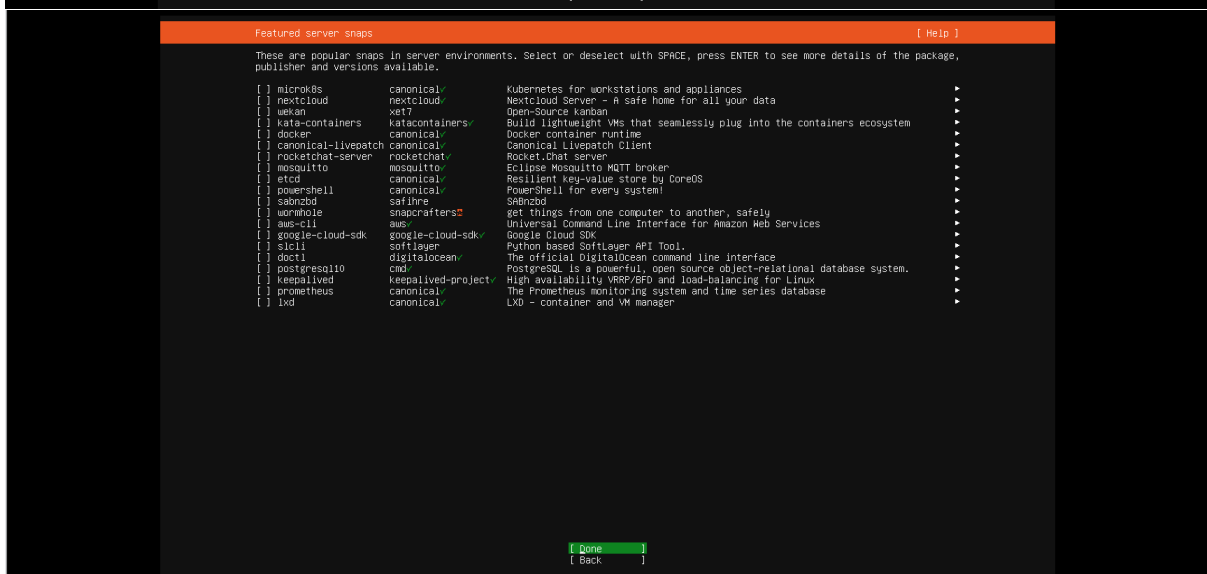 Featured server snaps [ Help ]
These are popular snaps in server environments. Select or deselect with SPACE, press ENTER to see more details of the package,
publisher and versions available.
[ ] microk8s canonical✓ Kubernetes for workstations and appliances ▸
[ ] nextcloud nextcloud✓ Nextcloud Server - A safe home for all your data ▸
[ ] wekan xet7 Open-Source kanban ▸
[ ] kata-containers katacontainers✓ Build lightweight VMs that seamlessly plug into the containers ecosystem ▸
[ ] docker canonical✓ Docker container runtime ▸
[ ] canonical-livepatch canonical✓ Canonical Livepatch Client ▸
[ ] rocketchat-server rocketchat✓ Rocket.Chat server ▸
[ ] mosquitto mosquitto✓ Eclipse Mosquitto MQTT broker ▸
[ ] etcd canonical✓ Resilient key-value store by CoreOS ▸
[ ] powershell canonical✓ PowerShell for every system! ▸
[ ] sabnzbd safihre SABnzbd ▸
[ ] wormhole snapcrafters get things from one computer to another, safely ▸
[ ] aws-cli aws✓ Universal Command Line Interface for Amazon Web Services ▸
[ ] google-cloud-sdk google-cloud-sdk✓ Google Cloud SDK ▸
[ ] slcli softlayer Python based SoftLayer API Tool. ▸
[ ] doctl digitalocean✓ The official DigitalOcean command line interface ▸
[ ] postgresql10 cmd✓ PostgreSQL is a powerful, open source object-relational database system. ▸
[ ] keepalived keepalived-project✓ High availability VRRP/BFD and load-balancing for Linux ▸
[ ] prometheus canonical✓ The Prometheus monitoring system and time series database ▸
[ ] lxd canonical✓ LXD - container and VM manager ▸
[ Done ]
[ Back ]